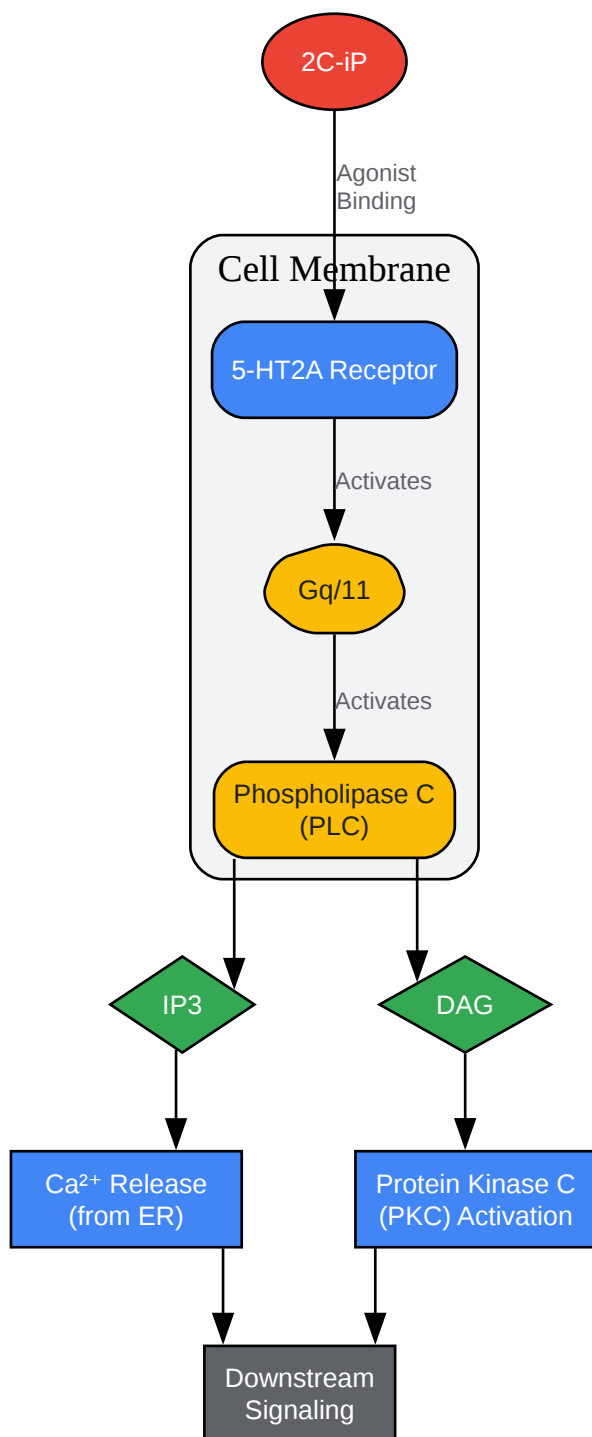 2C-iP
Agonist
Binding
Cell Membrane
5-HT2A Receptor
Activates
Gq/11
Activates
Phospholipase C
(PLC)
IP3
DAG
Ca²⁺ Release
(from ER)
Protein Kinase C
(PKC) Activation
Downstream
Signaling